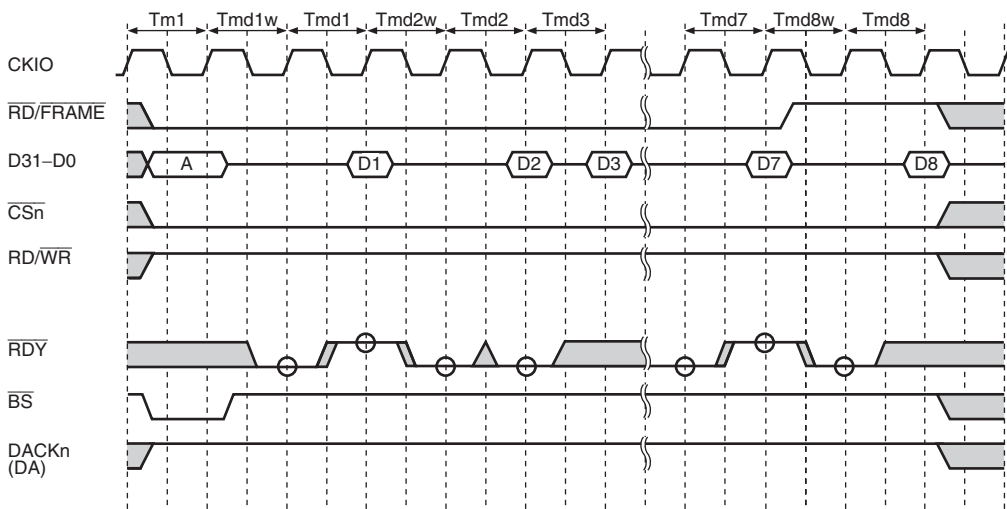 Tm1 Tmd1w Tmd1 Tmd2w Tmd2 Tmd3 Tmd7 Tmd8w Tmd8
CKIO
RD/FRAME
D31–D0 A D1 D2 D3 D7 D8
CSn
RD/WR
RDY
BS
DACKn
(DA)